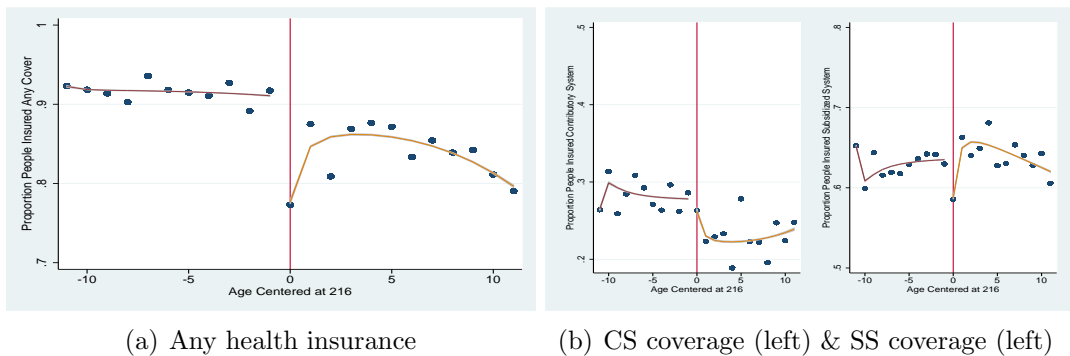 Proportion People Insured Any Cover
1
.9
.8
.7
-10 -5 0 5 10
Age Centered at 216
Proportion People Insured Contributory System
.5
.4
.3
.2
-10 -5 0 5 10
Age Centered at 216
Proportion People Insured Subsidized System
.8
.7
.6
.5
-10 -5 0 5 10
Age Centered at 216
(a) Any health insurance
(b) CS coverage (left) & SS coverage (left)